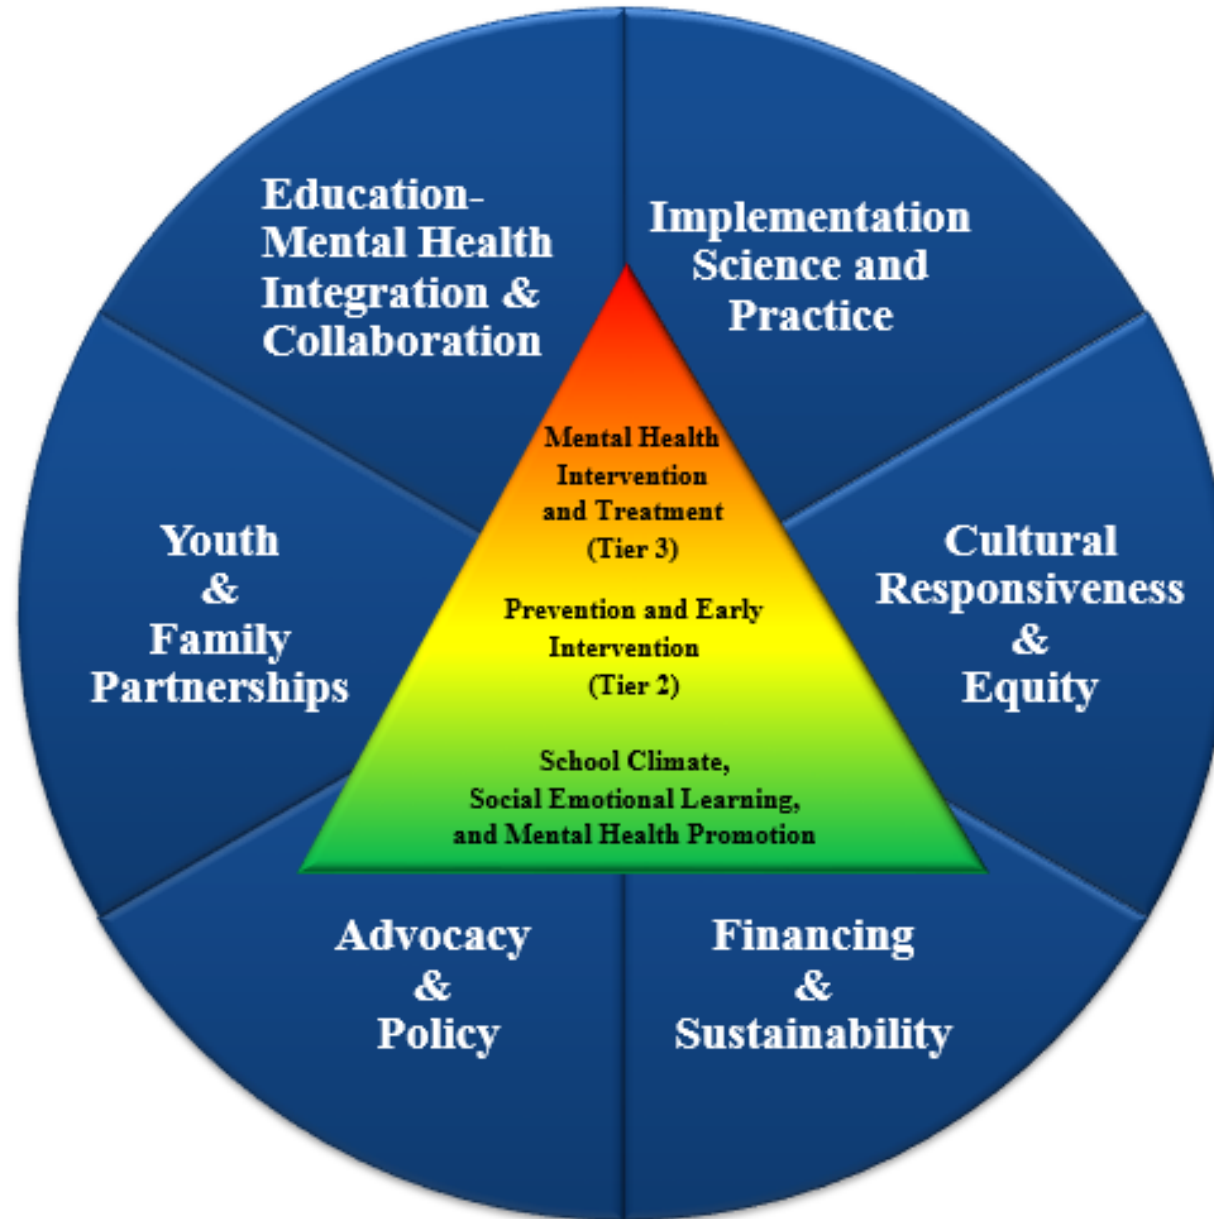 Education-
Mental Health
Integration &
Collaboration
Implementation
Science and
Practice
Youth
&
Family
Partnerships
Mental Health
Intervention
and Treatment
(Tier 3)
Prevention and Early
Intervention
(Tier 2)
School Climate,
Social Emotional Learning,
and Mental Health Promotion
Cultural
Responsiveness
&
Equity
Advocacy
&
Policy
Financing
&
Sustainability